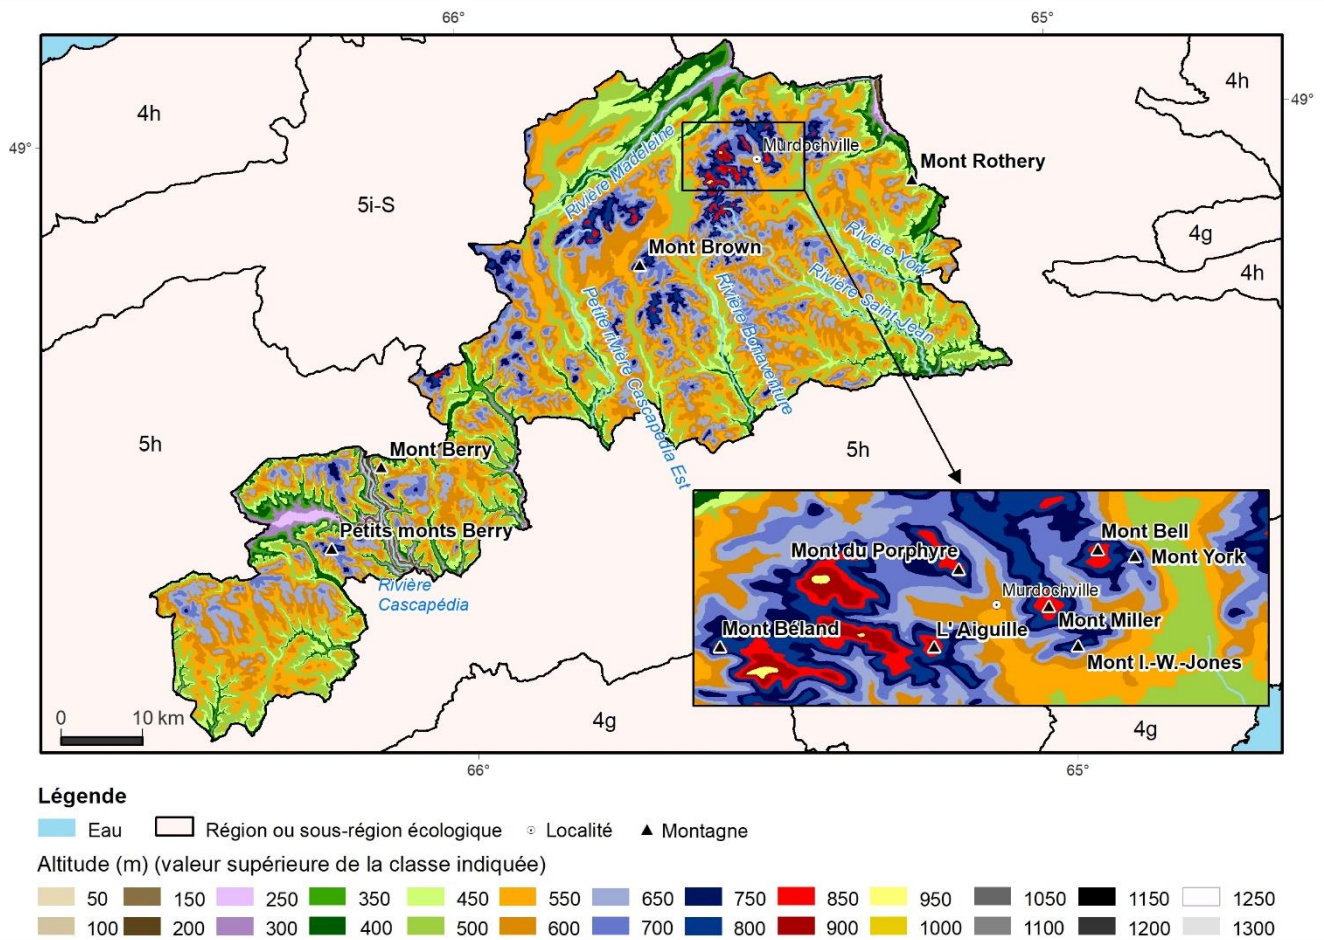 66°
65°
4h
4h
49°
49°
Murdochville
Rivière Madeleine
Mont Rothery
5i-S
Rivière York
4g
Mont Brown
4h
Rivière Saint-Jean
Rivière Bonaventure
Petite rivière Cascapédia Est
5h
Mont Berry
5h
Petits monts Berry
Mont Bell
Mont du Porphyre
Mont York
Rivière
Cascapédia
Murdochville
Mont Miller
Mont Béland
L' Aiguille
Mont I.-W.-Jones
0 10 km
4g
4g
66°
65°
Légende
Eau Région ou sous-région écologique Localité Montagne
Altitude (m) (valeur supérieure de la classe indiquée)
50 150 250 350 450 550 650 750 850 950 1050 1150 1250
100 200 300 400 500 600 700 800 900 1000 1100 1200 1300